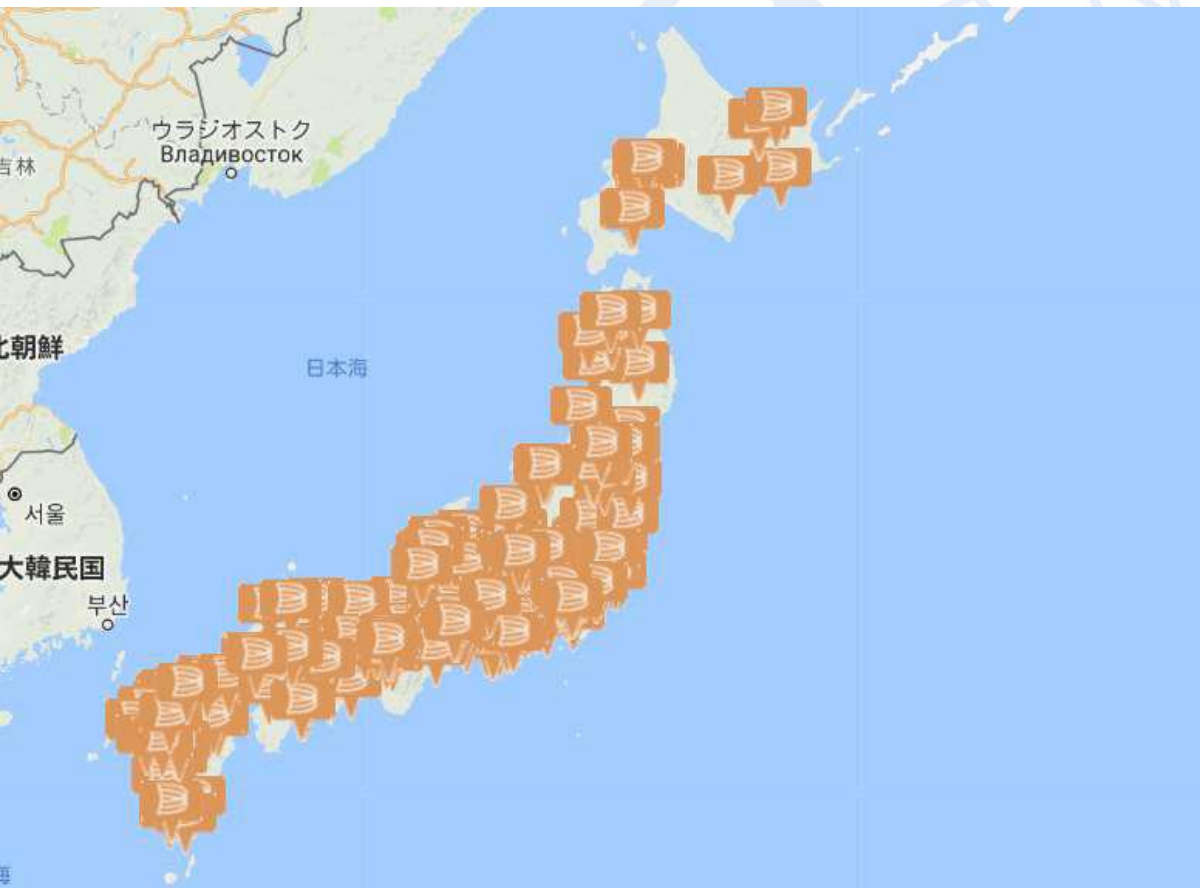 ウラジオストク
Владивосток
吉林
北朝鮮
日本海
서울
大韓民国
부산
海